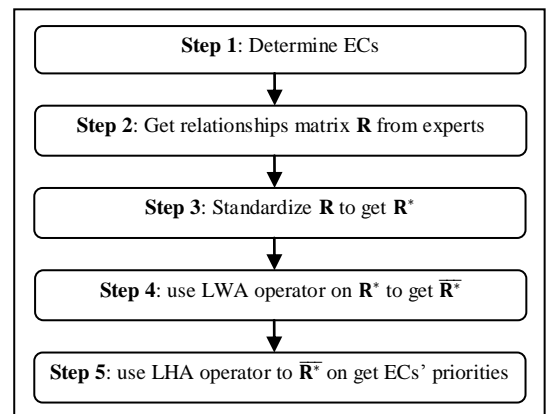 Step 1: Determine ECs
Step 2: Get relationships matrix R from experts
Step 3: Standardize R to get R*
Step 4: use LWA operator on R* to get R̅*̅
Step 5: use LHA operator to R̅*̅ on get ECs’ priorities